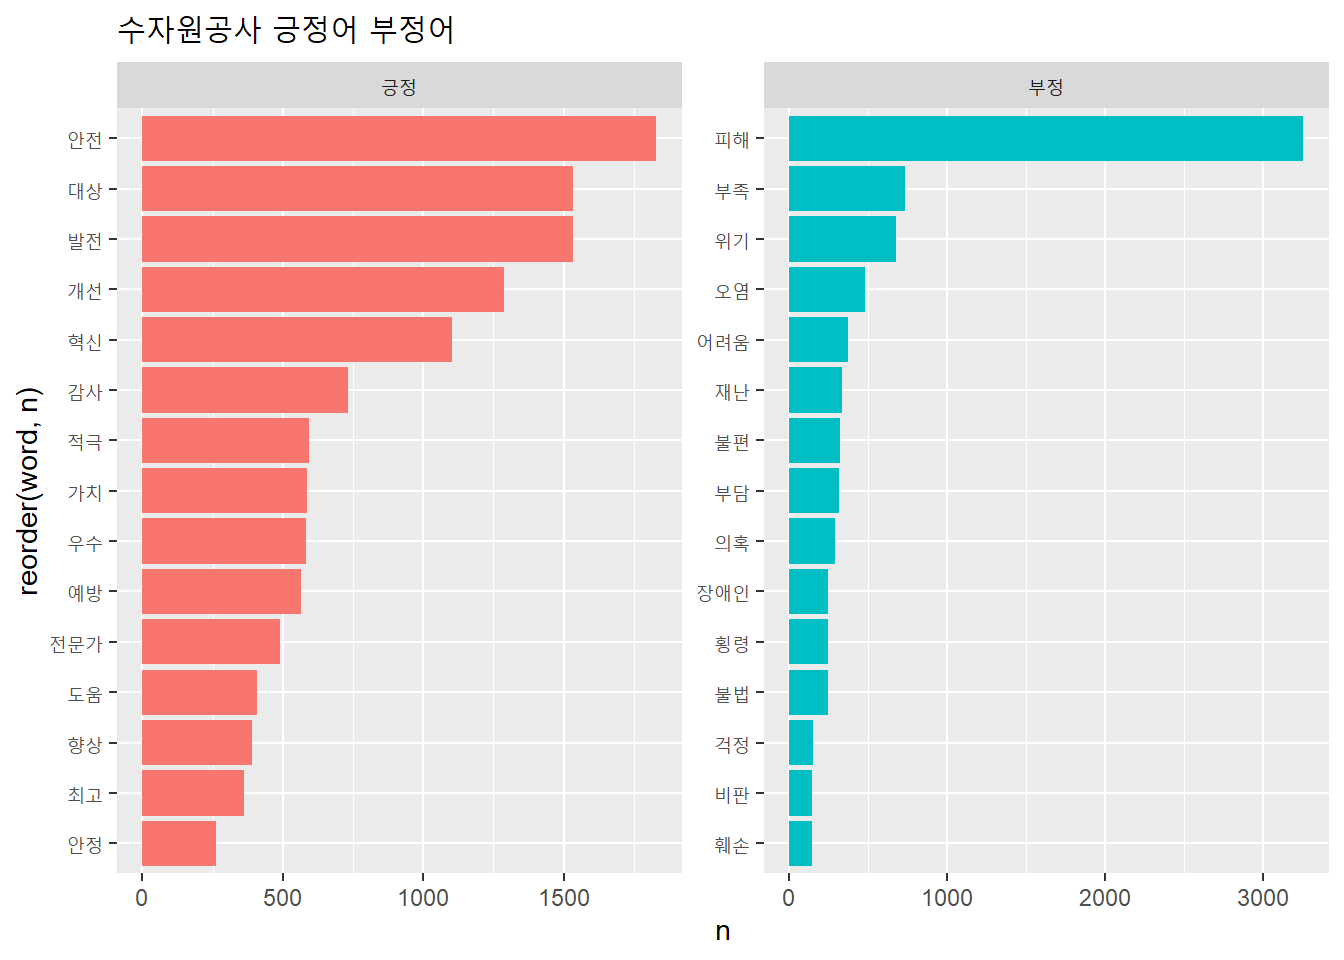 수자원공사 긍정어 부정어
긍정
부정
reorder(word, n)
안전
대상
발전
개선
혁신
감사
적극
가치
우수
예방
전문가
도움
향상
최고
안정
피해
부족
위기
오염
어려움
재난
불편
부담
의혹
장애인
횡령
불법
걱정
비판
훼손
0 500 1000 1500
0 1000 2000 3000
n